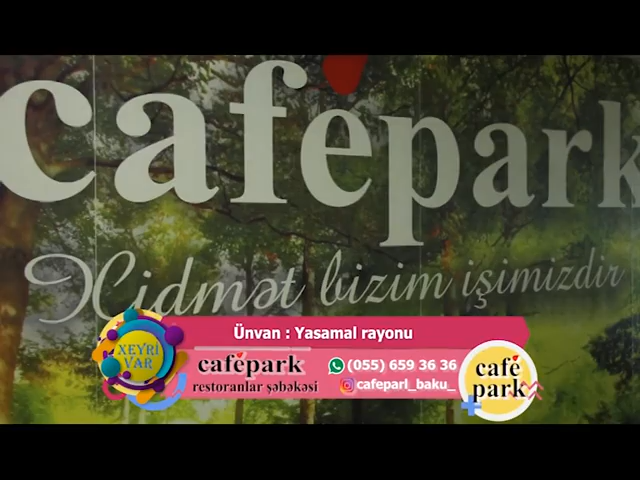 cafépark
Xidmət bizim işimizdir
Ünvan : Yasamal rayonu
XEYRİ
VAR
cafépark
restoranlar şəbəkəsi
(055) 659 36 36
cafeparl_baku_
café
park